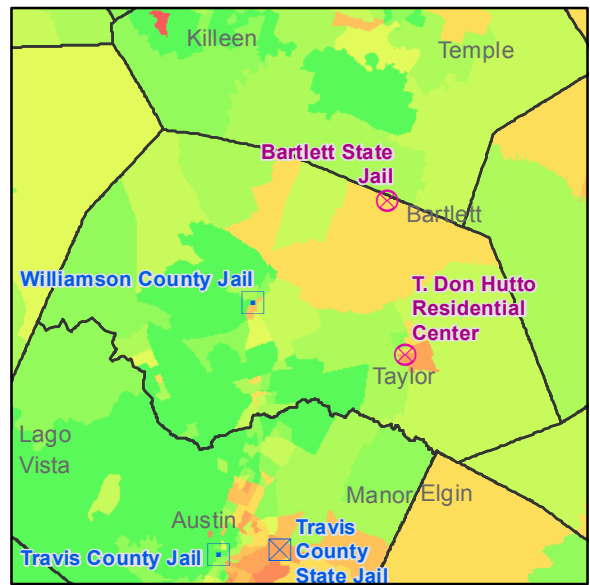 Killeen
Temple
Bartlett State
Jail
Bartlett
Williamson County Jail
T. Don Hutto
Residential
Center
Taylor
Lago
Vista
Manor
Elgin
Austin
Travis
County
State Jail
Travis County Jail